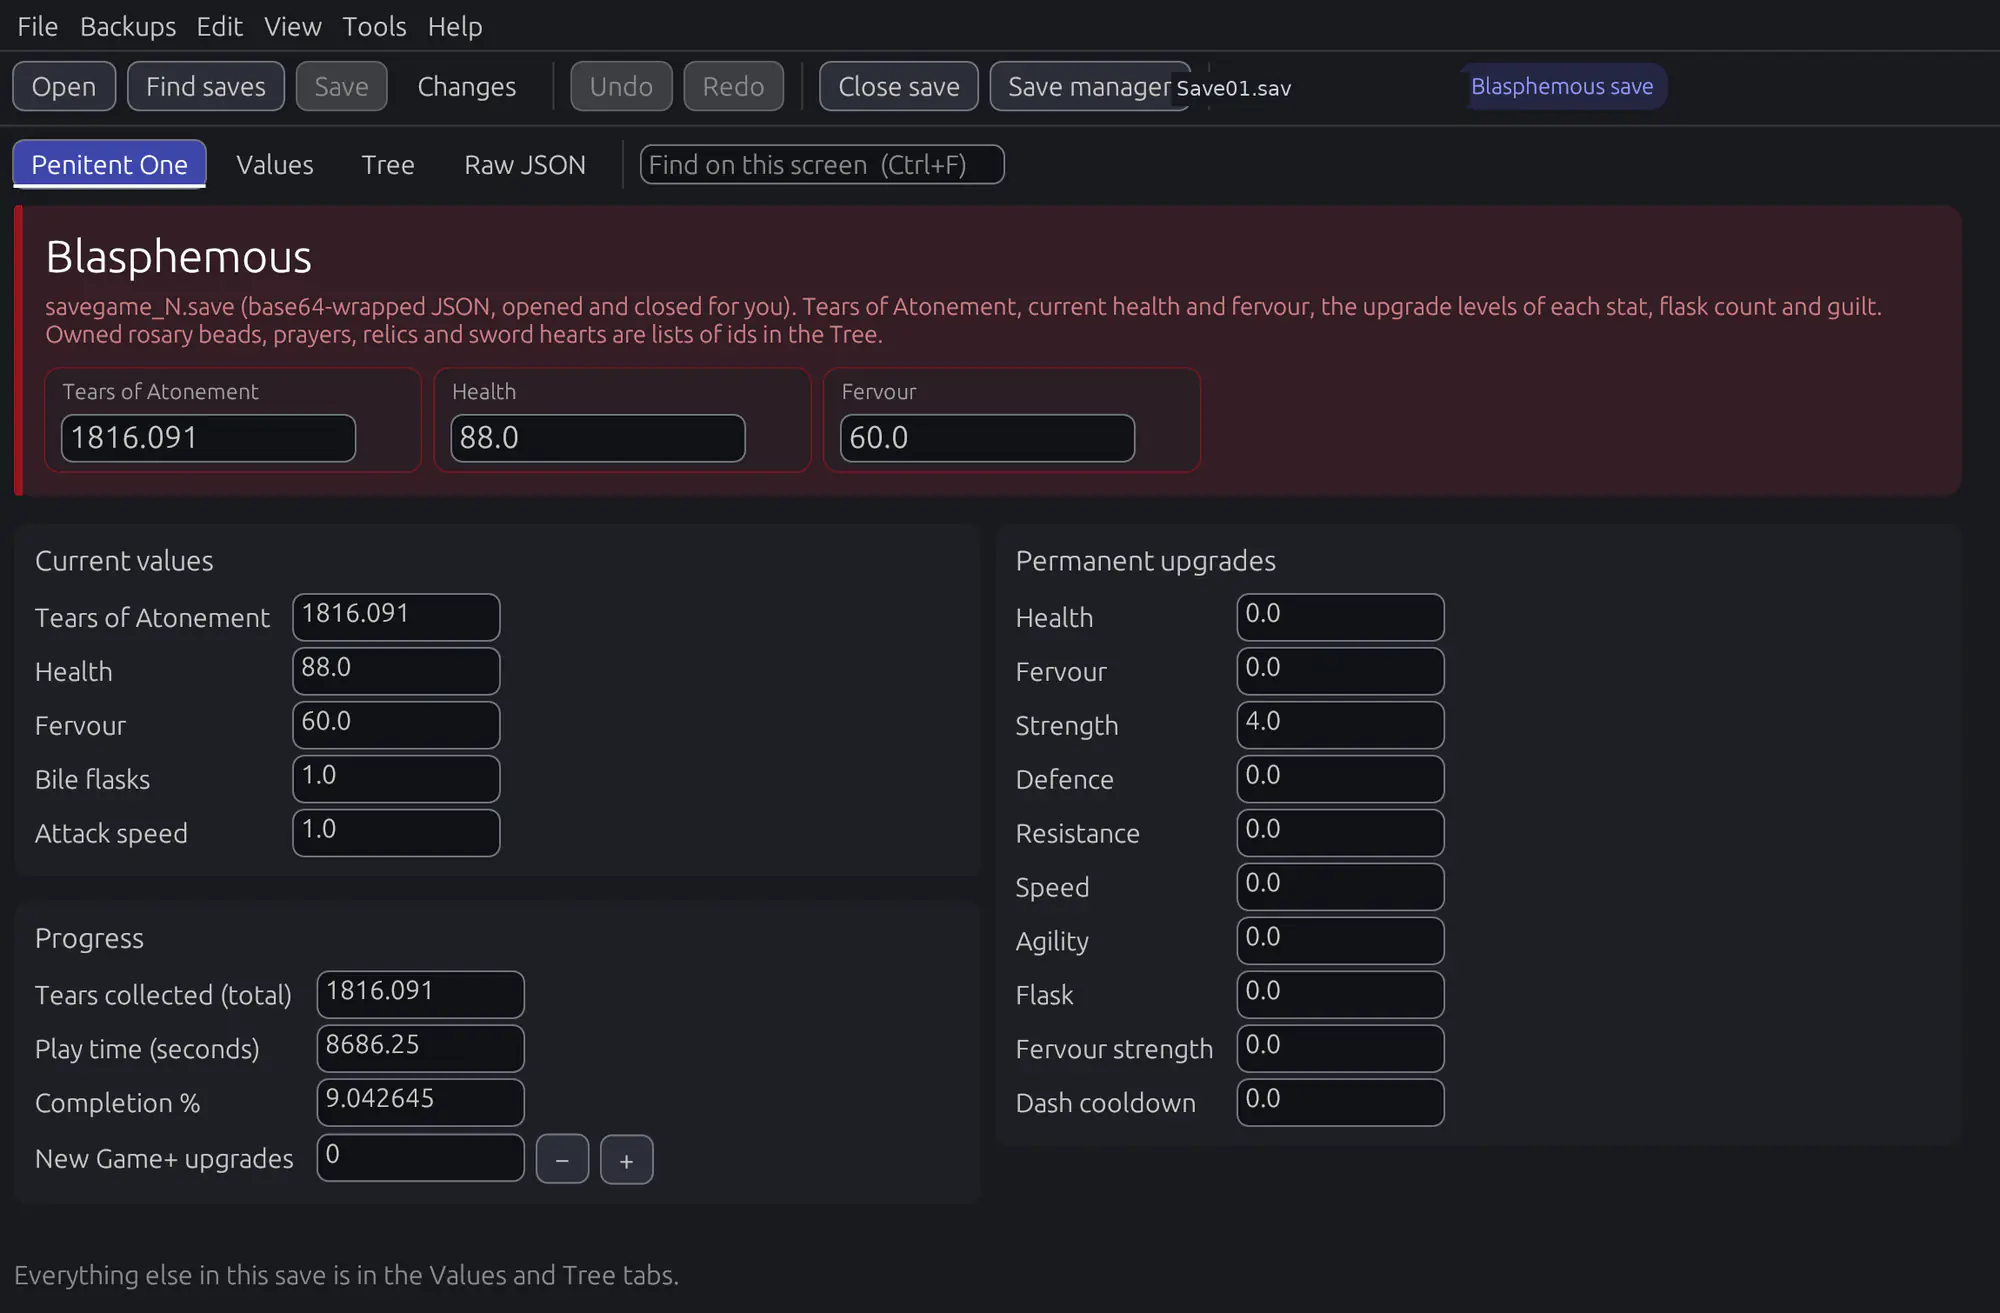 File Backups Edit View Tools Help
Open Find saves Save Changes Undo Redo Close save Save manager Save01.sav Blasphemous save
Penitent One Values Tree Raw JSON Find on this screen (Ctrl+F)
Blasphemous
savegame_N.save (base64-wrapped JSON, opened and closed for you). Tears of Atonement, current health and fervour, the upgrade levels of each stat, flask count and guilt.
Owned rosary beads, prayers, relics and sword hearts are lists of ids in the Tree.
Tears of Atonement Health Fervour
1816.091 88.0 60.0
Current values
Tears of Atonement 1816.091
Health 88.0
Fervour 60.0
Bile flasks 1.0
Attack speed 1.0
Progress
Tears collected (total) 1816.091
Play time (seconds) 8686.25
Completion % 9.042645
New Game+ upgrades 0 − +
Permanent upgrades
Health 0.0
Fervour 0.0
Strength 4.0
Defence 0.0
Resistance 0.0
Speed 0.0
Agility 0.0
Flask 0.0
Fervour strength 0.0
Dash cooldown 0.0
Everything else in this save is in the Values and Tree tabs.